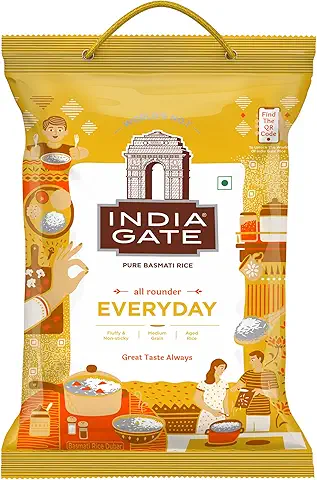 Find
The
QR
Code
INDIA
GATE®
PURE BASMATI RICE
all rounder
EVERYDAY
Fluffy & Non-sticky
Medium Grain
Aged Rice
Great Taste Always